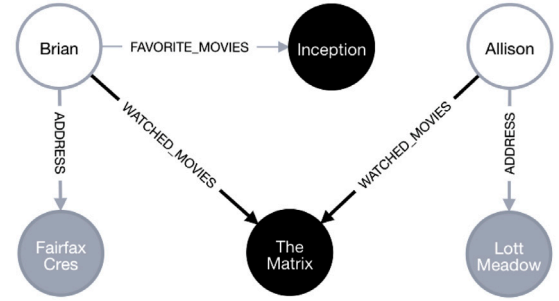 Brian
FAVORITE_MOVIES
Inception
Allison
ADDRESS
WATCHED_MOVIES
WATCHED_MOVIES
ADDRESS
Fairfax
Cres
The
Matrix
Lott
Meadow